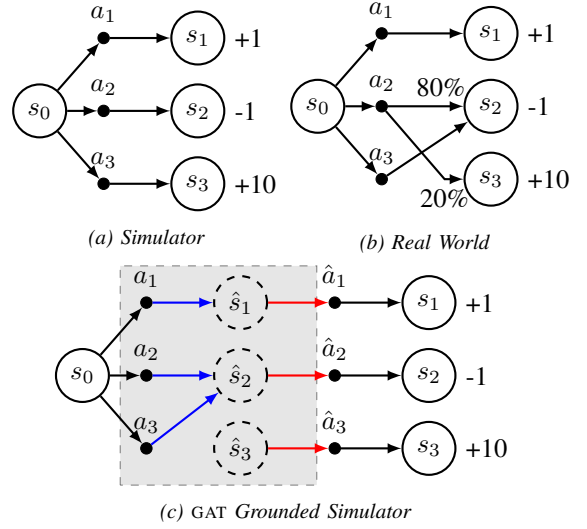 a₁
s₁ +1
a₂
s₀ s₂ -1
a₃
s₃ +10
(a) Simulator
a₁
s₁ +1
a₂ 80%
s₀ s₂ -1
a₃
s₃ +10
20%
(b) Real World
a₁ â₁
ŝ₁ s₁ +1
a₂ â₂
s₀ ŝ₂ s₂ -1
a₃ â₃
ŝ₃ s₃ +10
(c) GAT Grounded Simulator